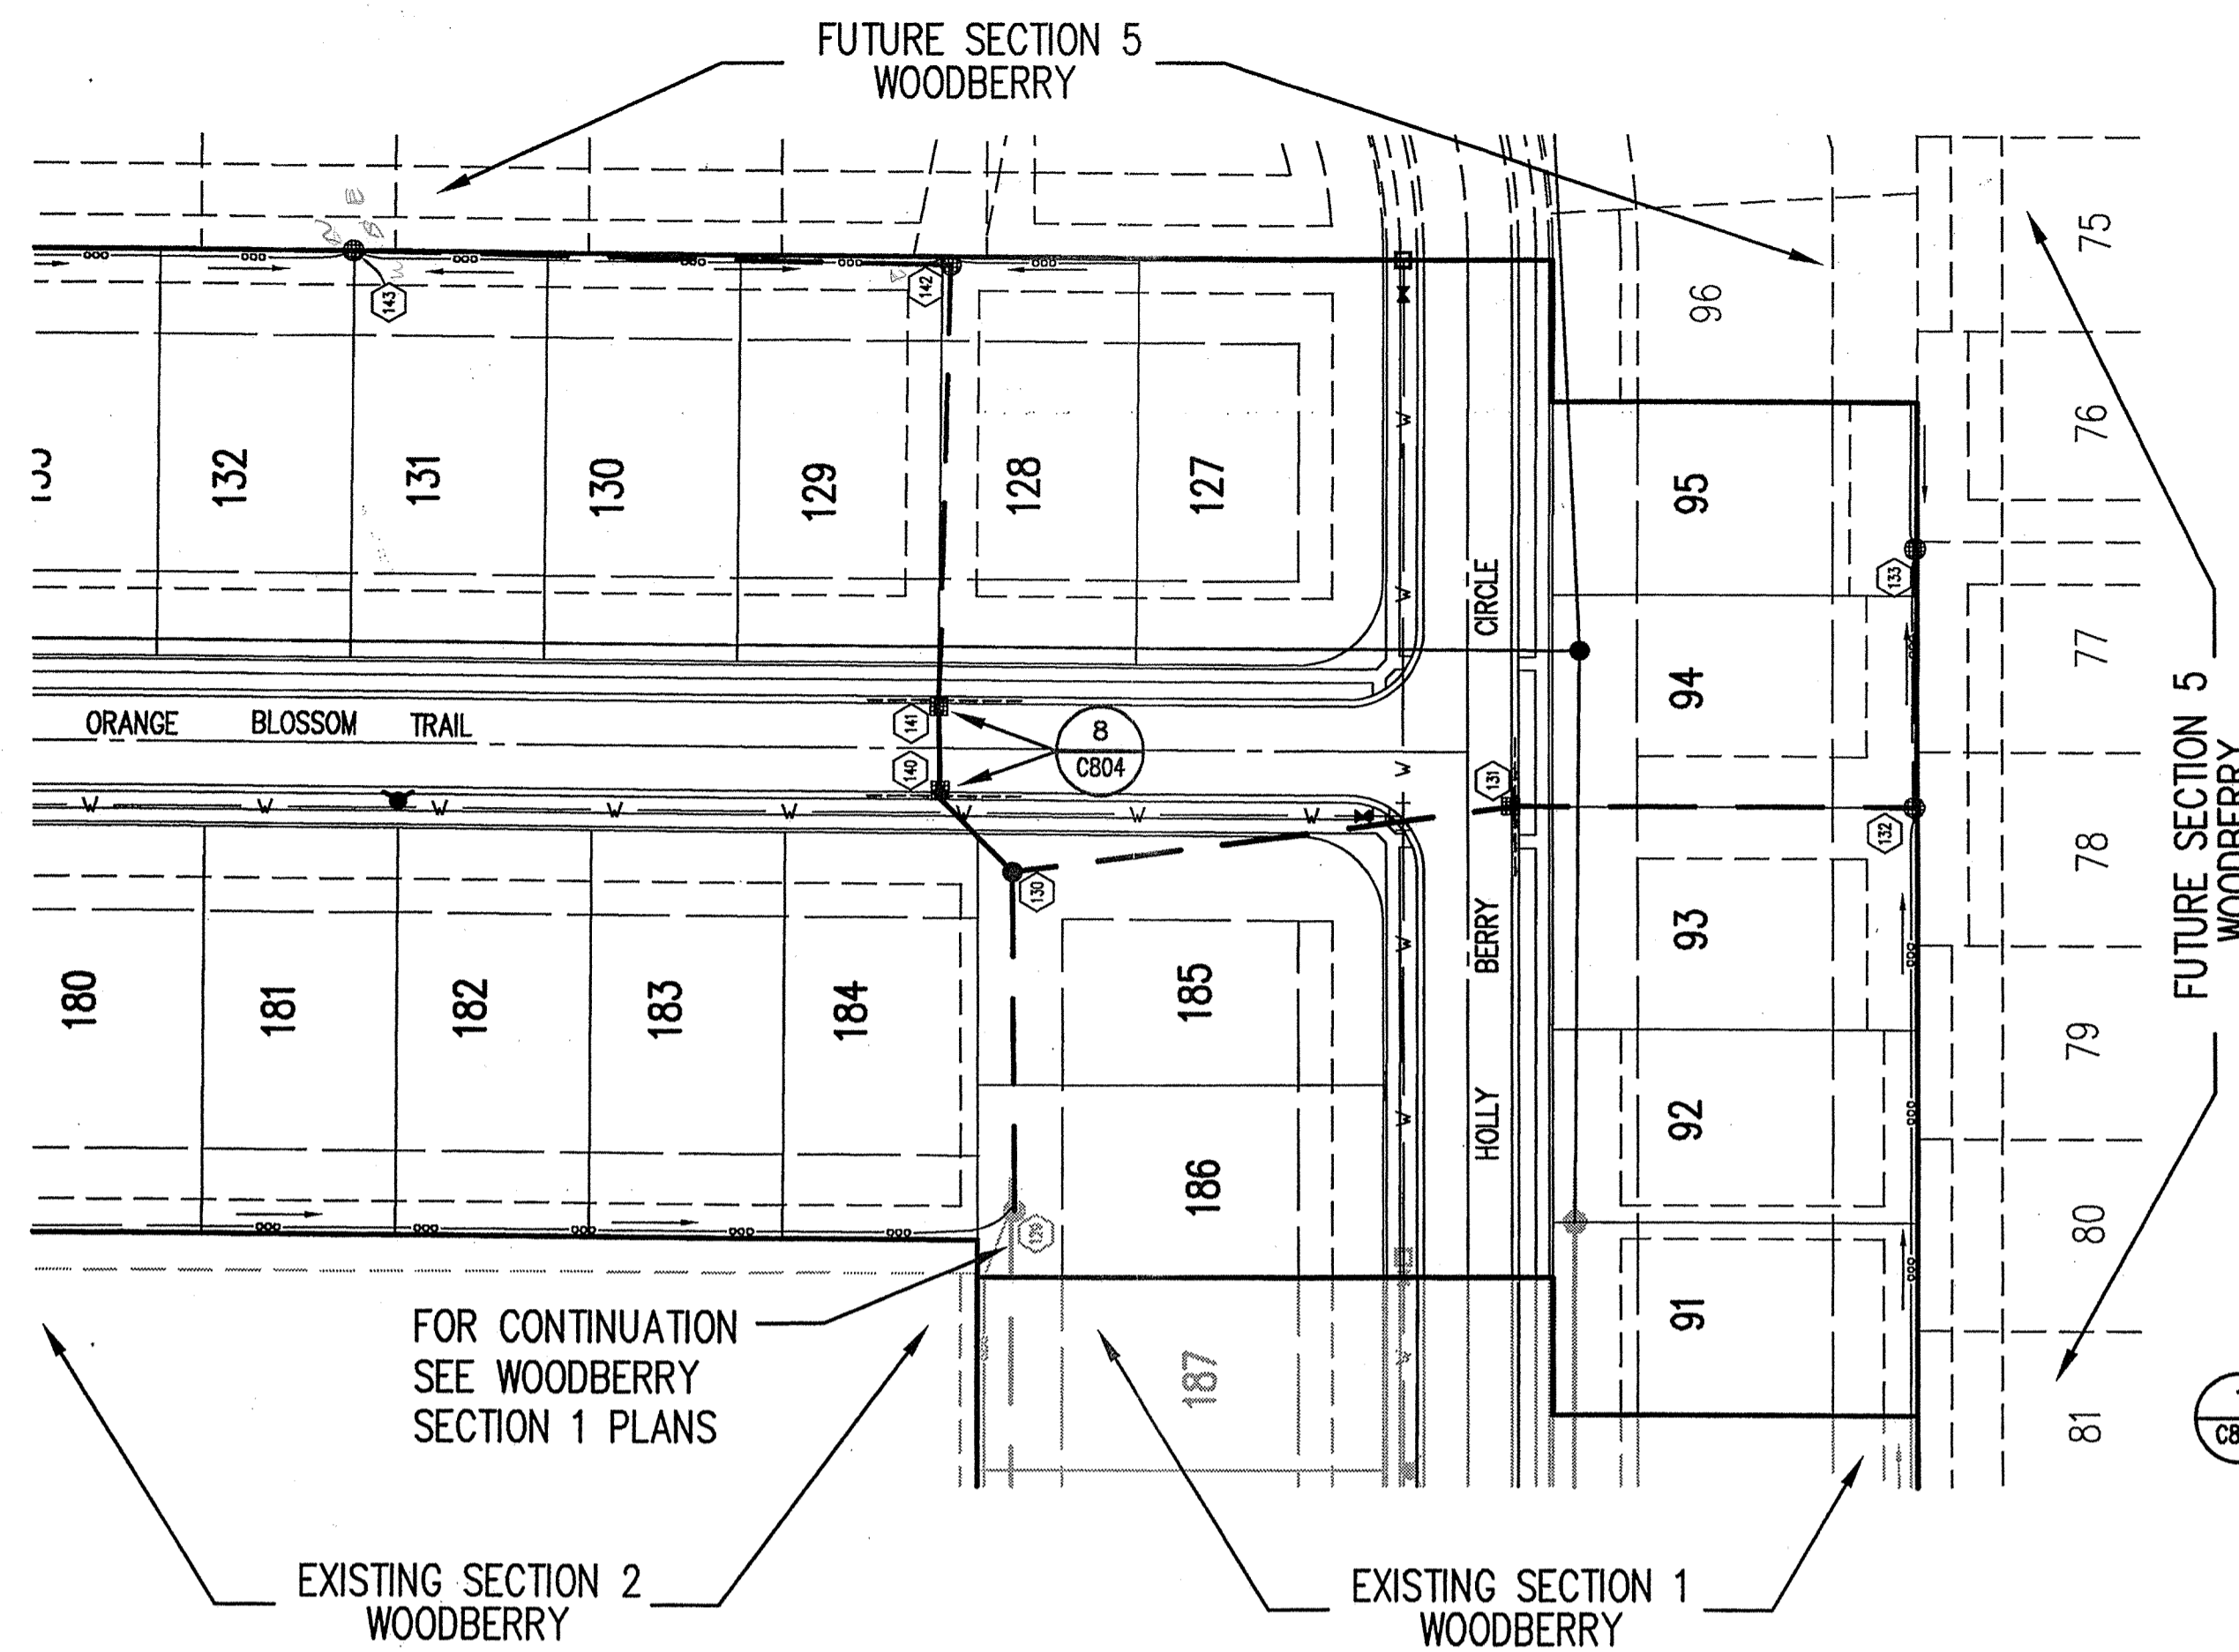 FUTURE SECTION 5
WOODBERRY
75
96
143
142
76
132
131
130
129
128
127
95
133
CIRCLE
94
77
ORANGE BLOSSOM TRAIL
141
8
C804
140
131
132
78
FUTURE SECTION 5
WOODBERRY
130
BERRY
93
180
181
182
183
184
185
79
HOLLY
92
186
80
129
FOR CONTINUATION
SEE WOODBERRY
SECTION 1 PLANS
91
187
81
EXISTING SECTION 2
WOODBERRY
EXISTING SECTION 1
WOODBERRY
W W W W W W W W
W W W W W